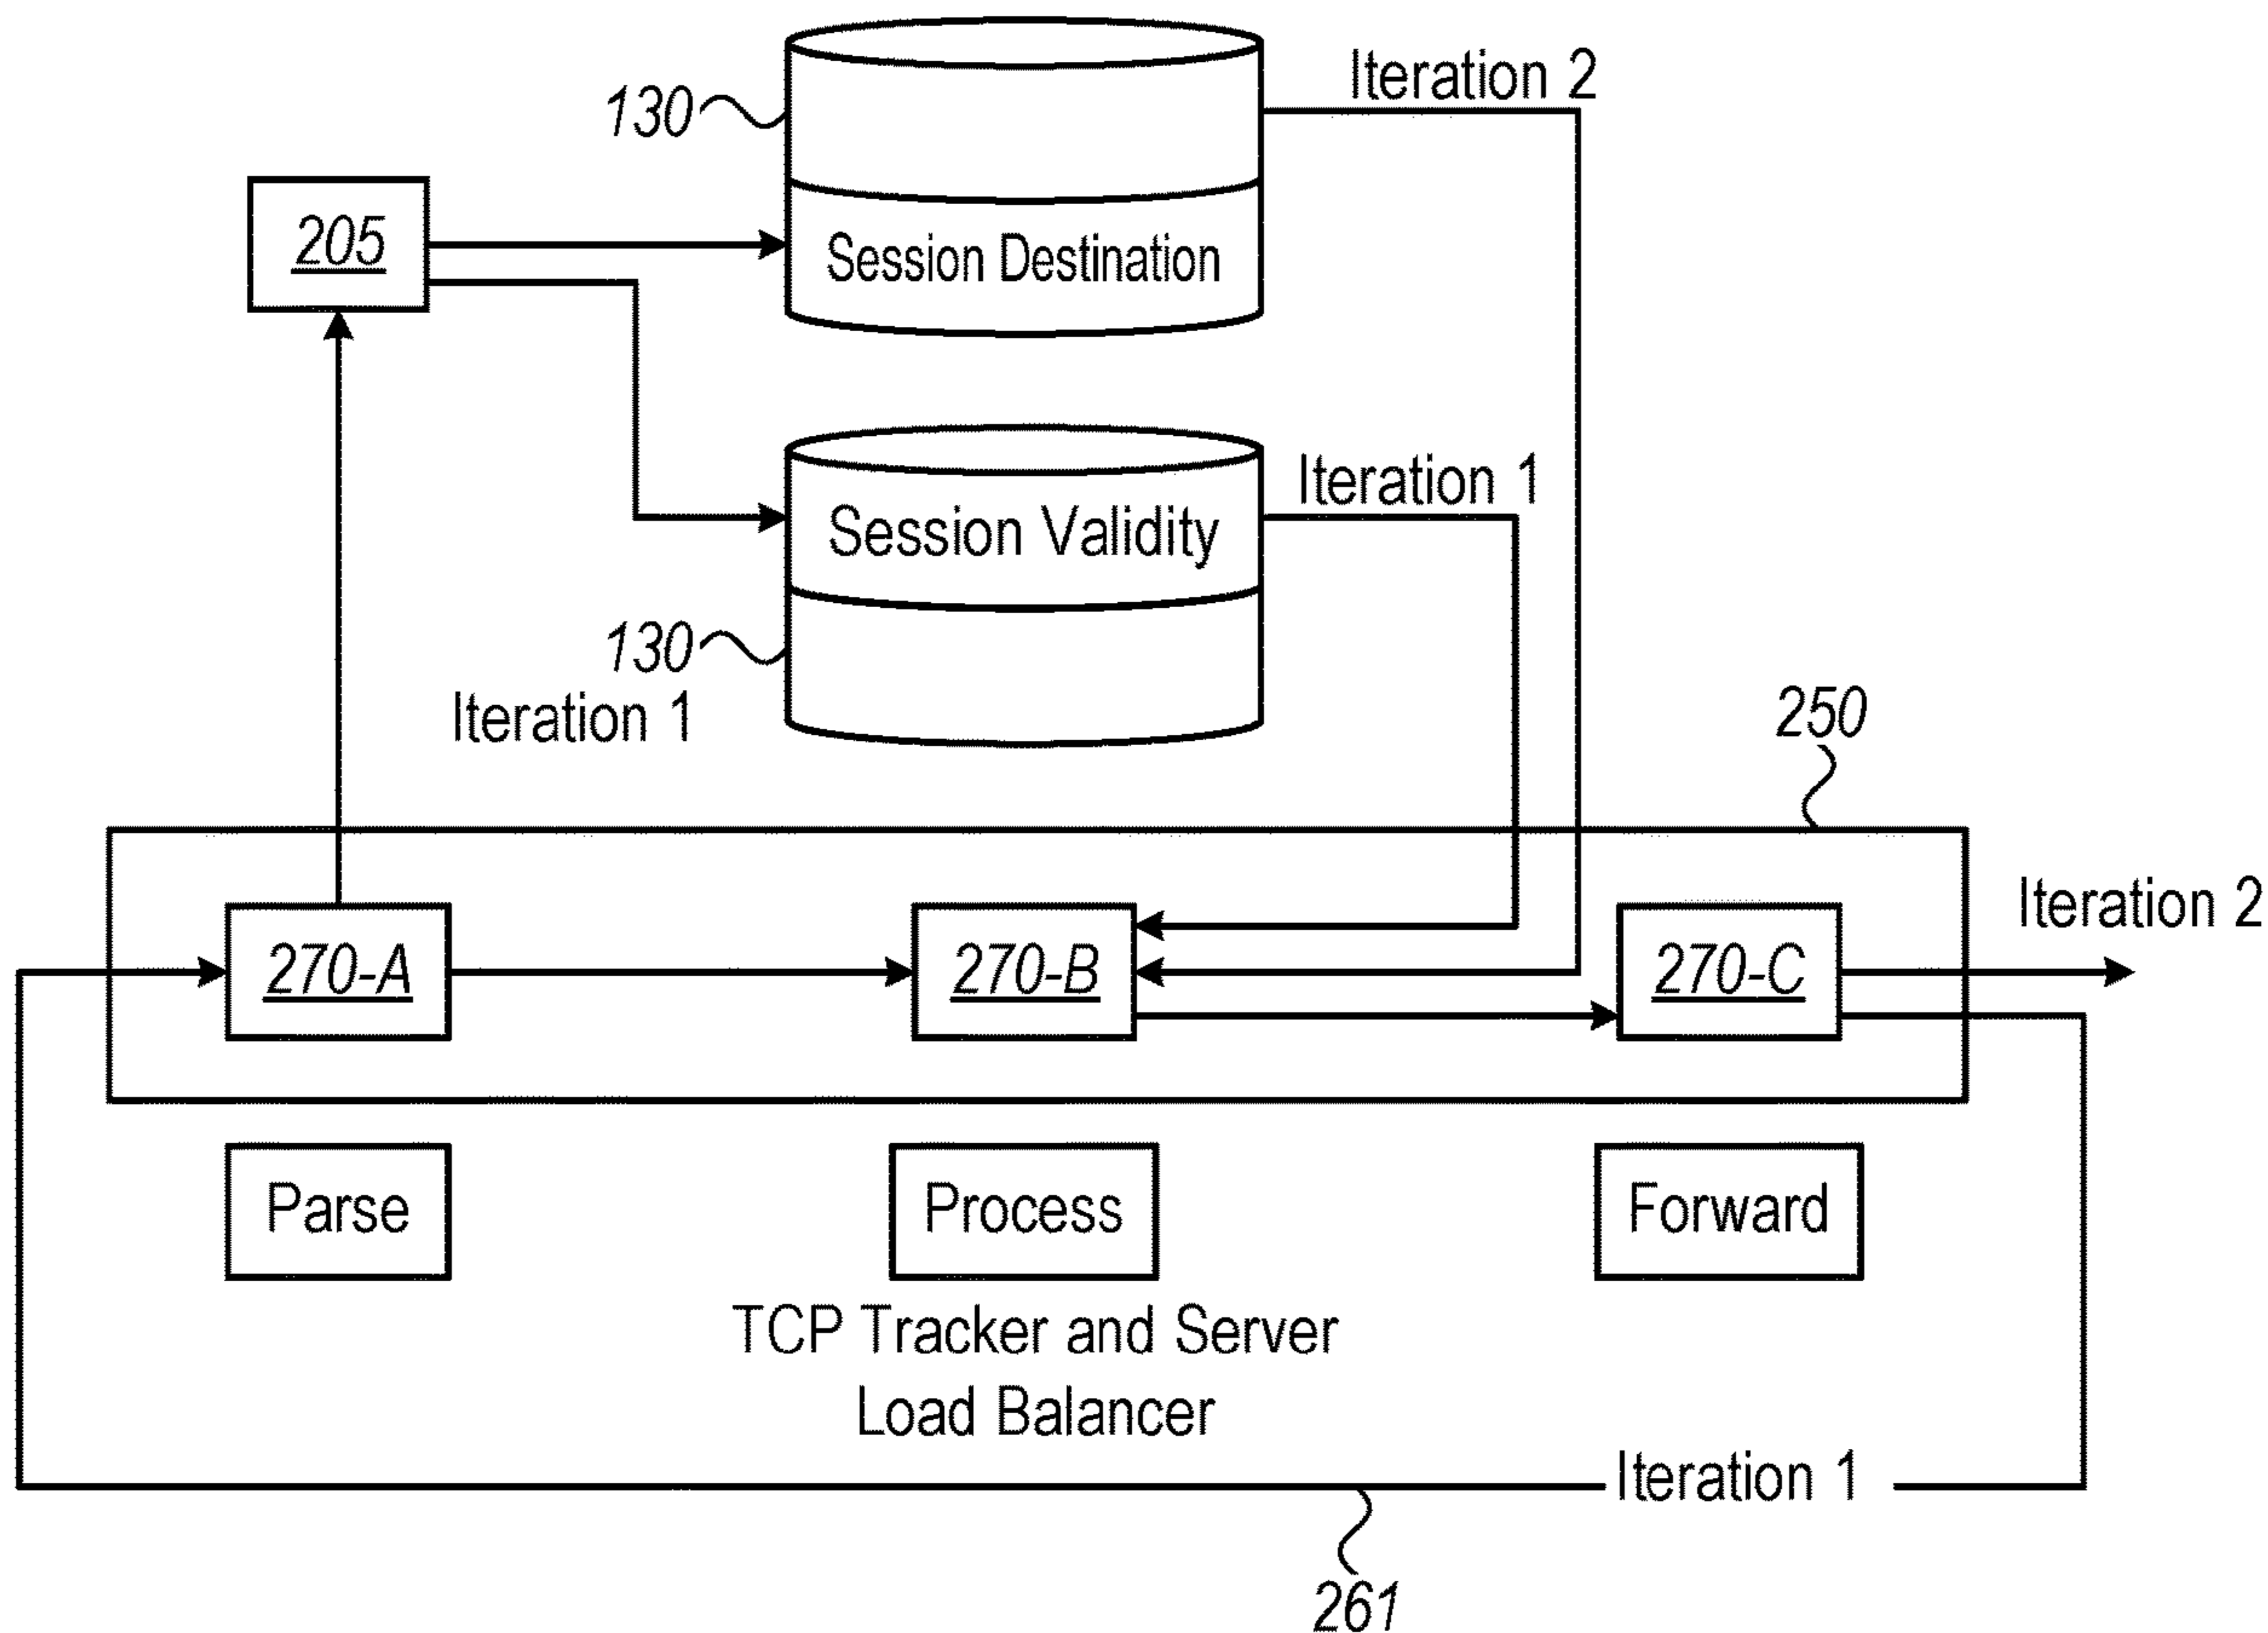 Iteration 2
130
205
Session Destination
Iteration 1
Session Validity
130
Iteration 1
250
Iteration 2
270-A
270-B
270-C
Parse
Process
Forward
TCP Tracker and Server
Load Balancer
Iteration 1
261